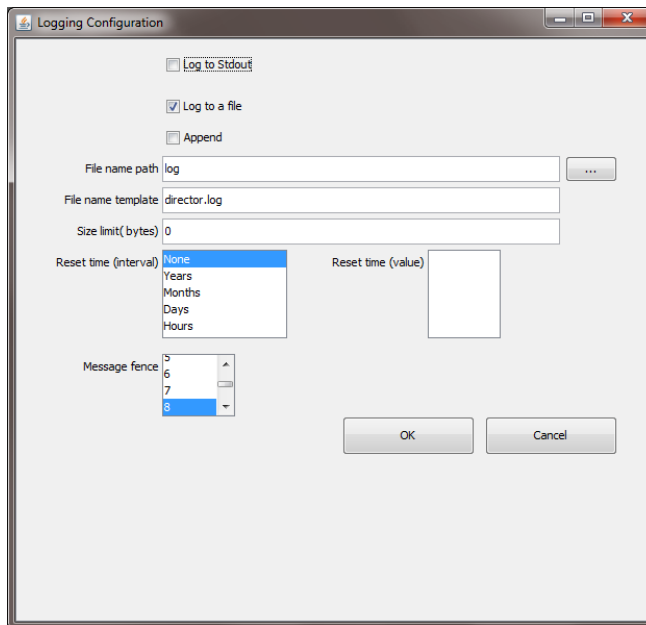 Logging Configuration
Log to Stdout
Log to a file
Append
File name path log ...
File name template director.log
Size limit( bytes) 0
Reset time (interval) None Reset time (value)
Years
Months
Days
Hours
Message fence 5
6
7
8
OK Cancel